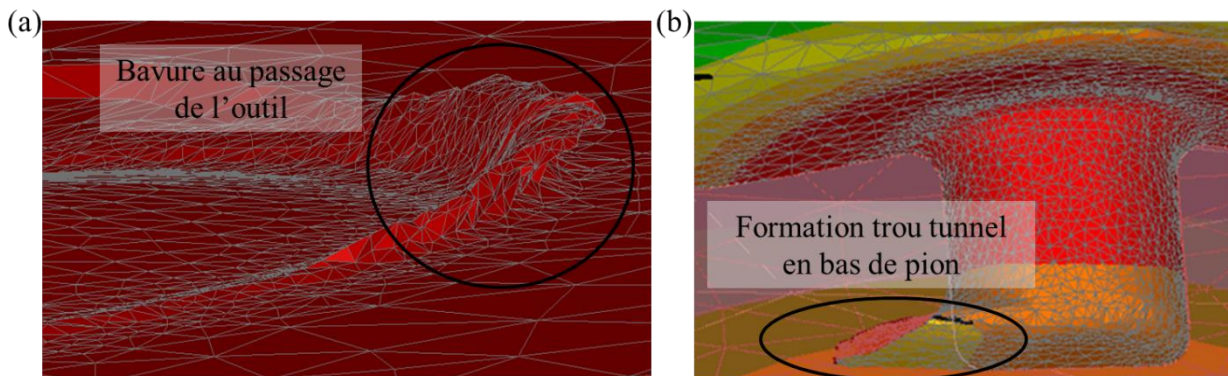 (a)
Bavure au passage
de l’outil
(b)
Formation trou tunnel
en bas de pion